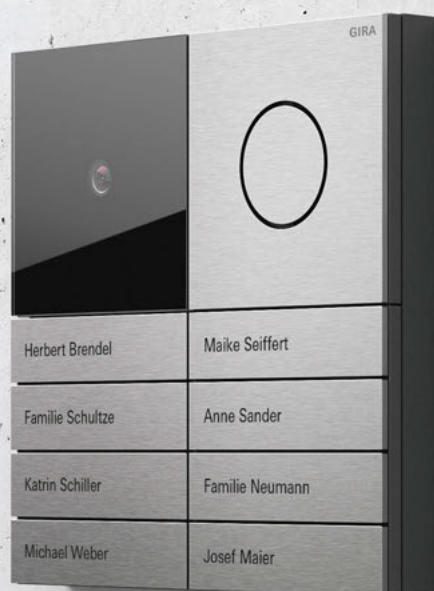 GIRA
Herbert Brendel
Maike Seiffert
Familie Schultze
Anne Sander
Katrin Schiller
Familie Neumann
Michael Weber
Josef Maier